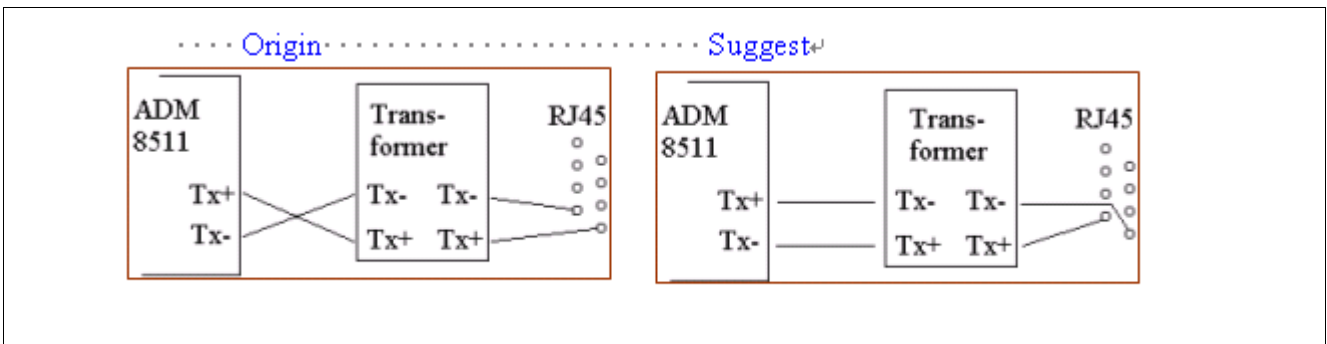 ····Origin······················Suggest↵
ADM
8511
Tx+
Tx-
Trans-
former
Tx- Tx-
Tx+ Tx+
RJ45
ADM
8511
Tx+
Tx-
Trans-
former
Tx- Tx-
Tx+ Tx+
RJ45